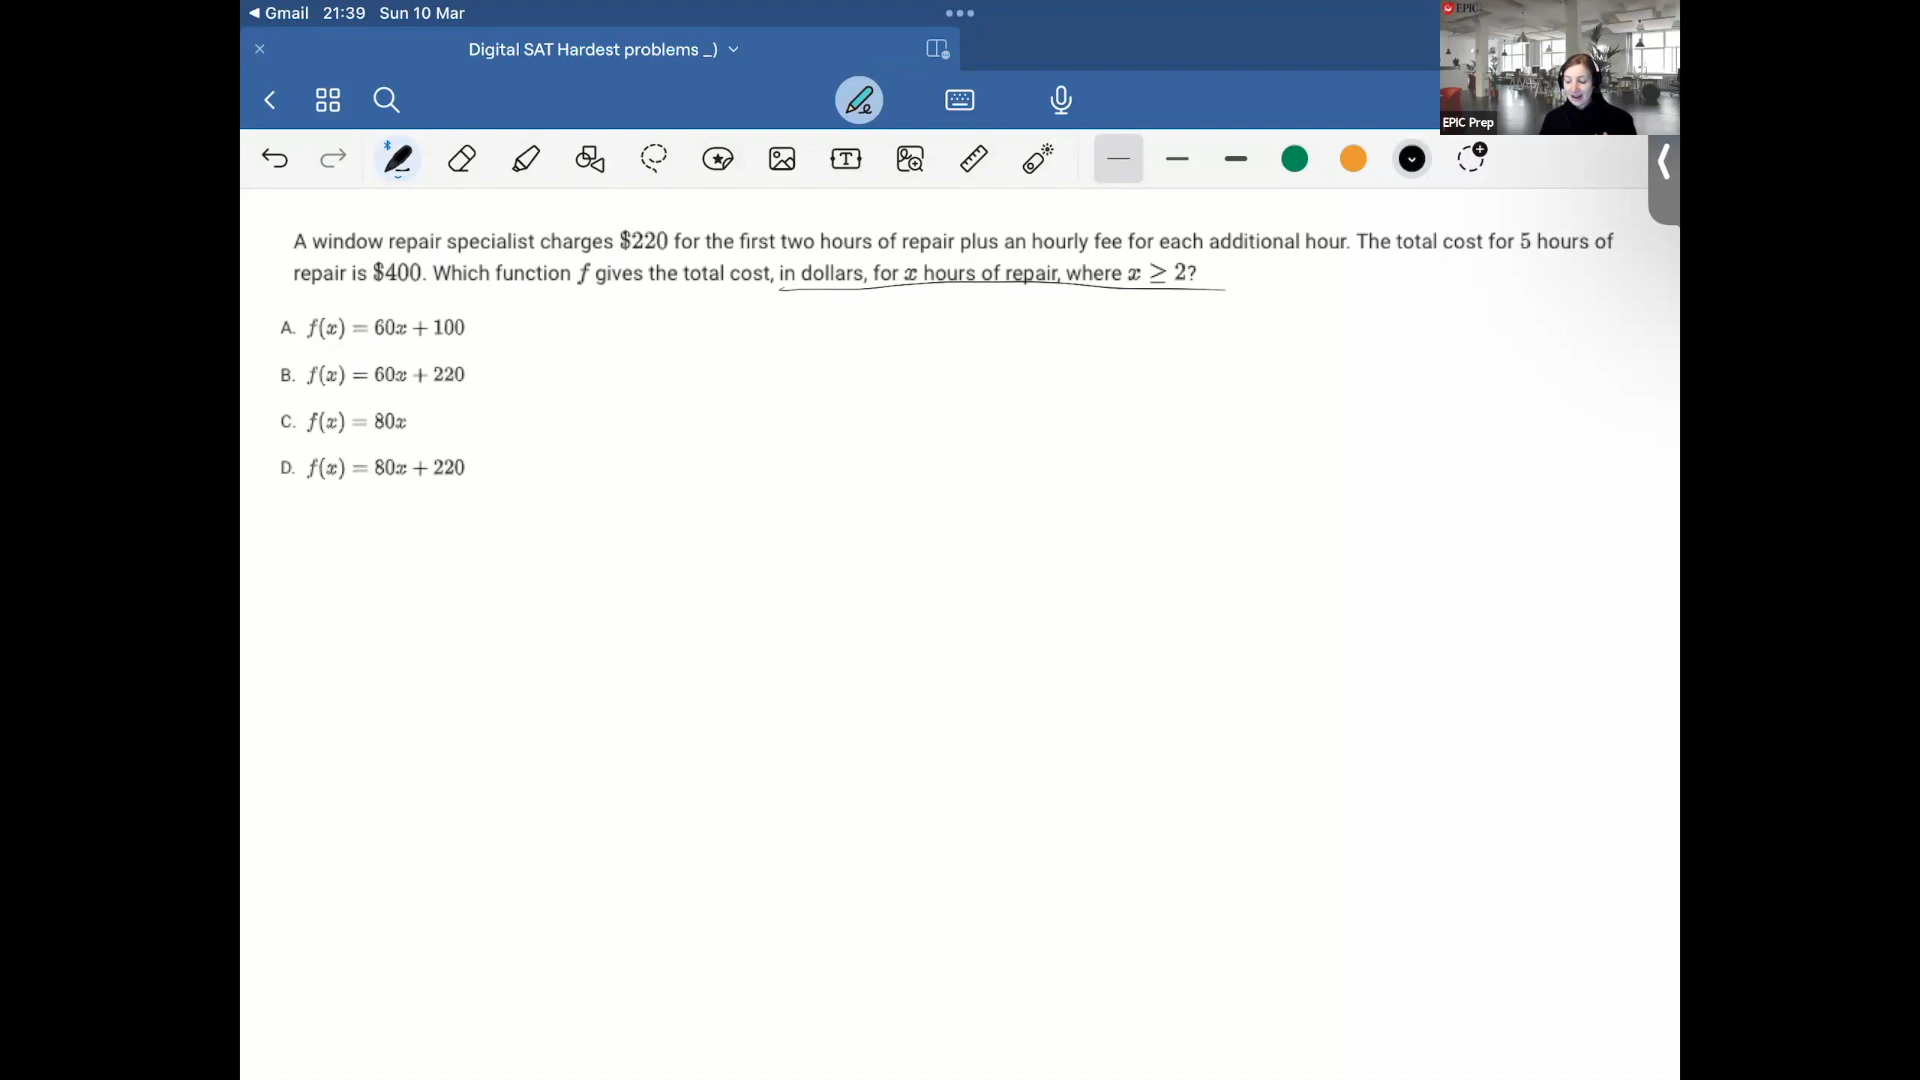 Gmail 21:39 Sun 10 Mar
Digital SAT Hardest problems _)
EPIC
EPIC Prep
T
A window repair specialist charges $220 for the first two hours of repair plus an hourly fee for each additional hour. The total cost for 5 hours of
repair is $400. Which function f gives the total cost, in dollars, for x hours of repair, where x ≥ 2?
A. f(x) = 60x + 100
B. f(x) = 60x + 220
C. f(x) = 80x
D. f(x) = 80x + 220